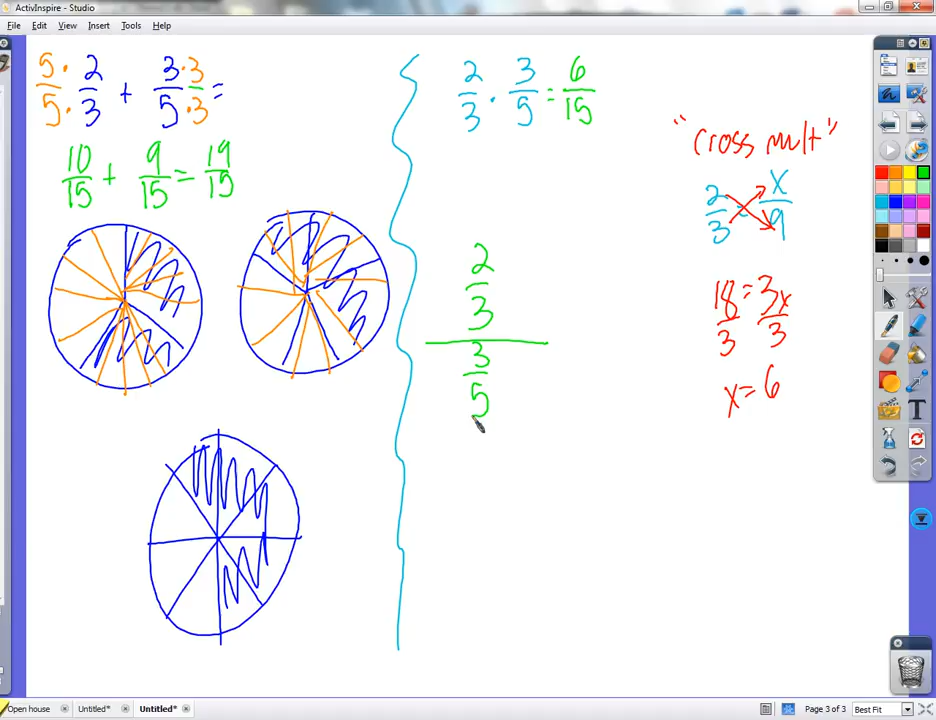 ActivInspire - Studio
File Edit View Insert Tools Help
5/5 · 2/3 + 3/5 · 3/3 =
10/15 + 9/15 = 19/15
2/3 · 3/5 = 6/15
2/3
3/5
"cross mult"
2/3 = x/9
18/3 = 3x/3
x = 6
Open house Untitled* Untitled*
Page 3 of 3 Best Fit